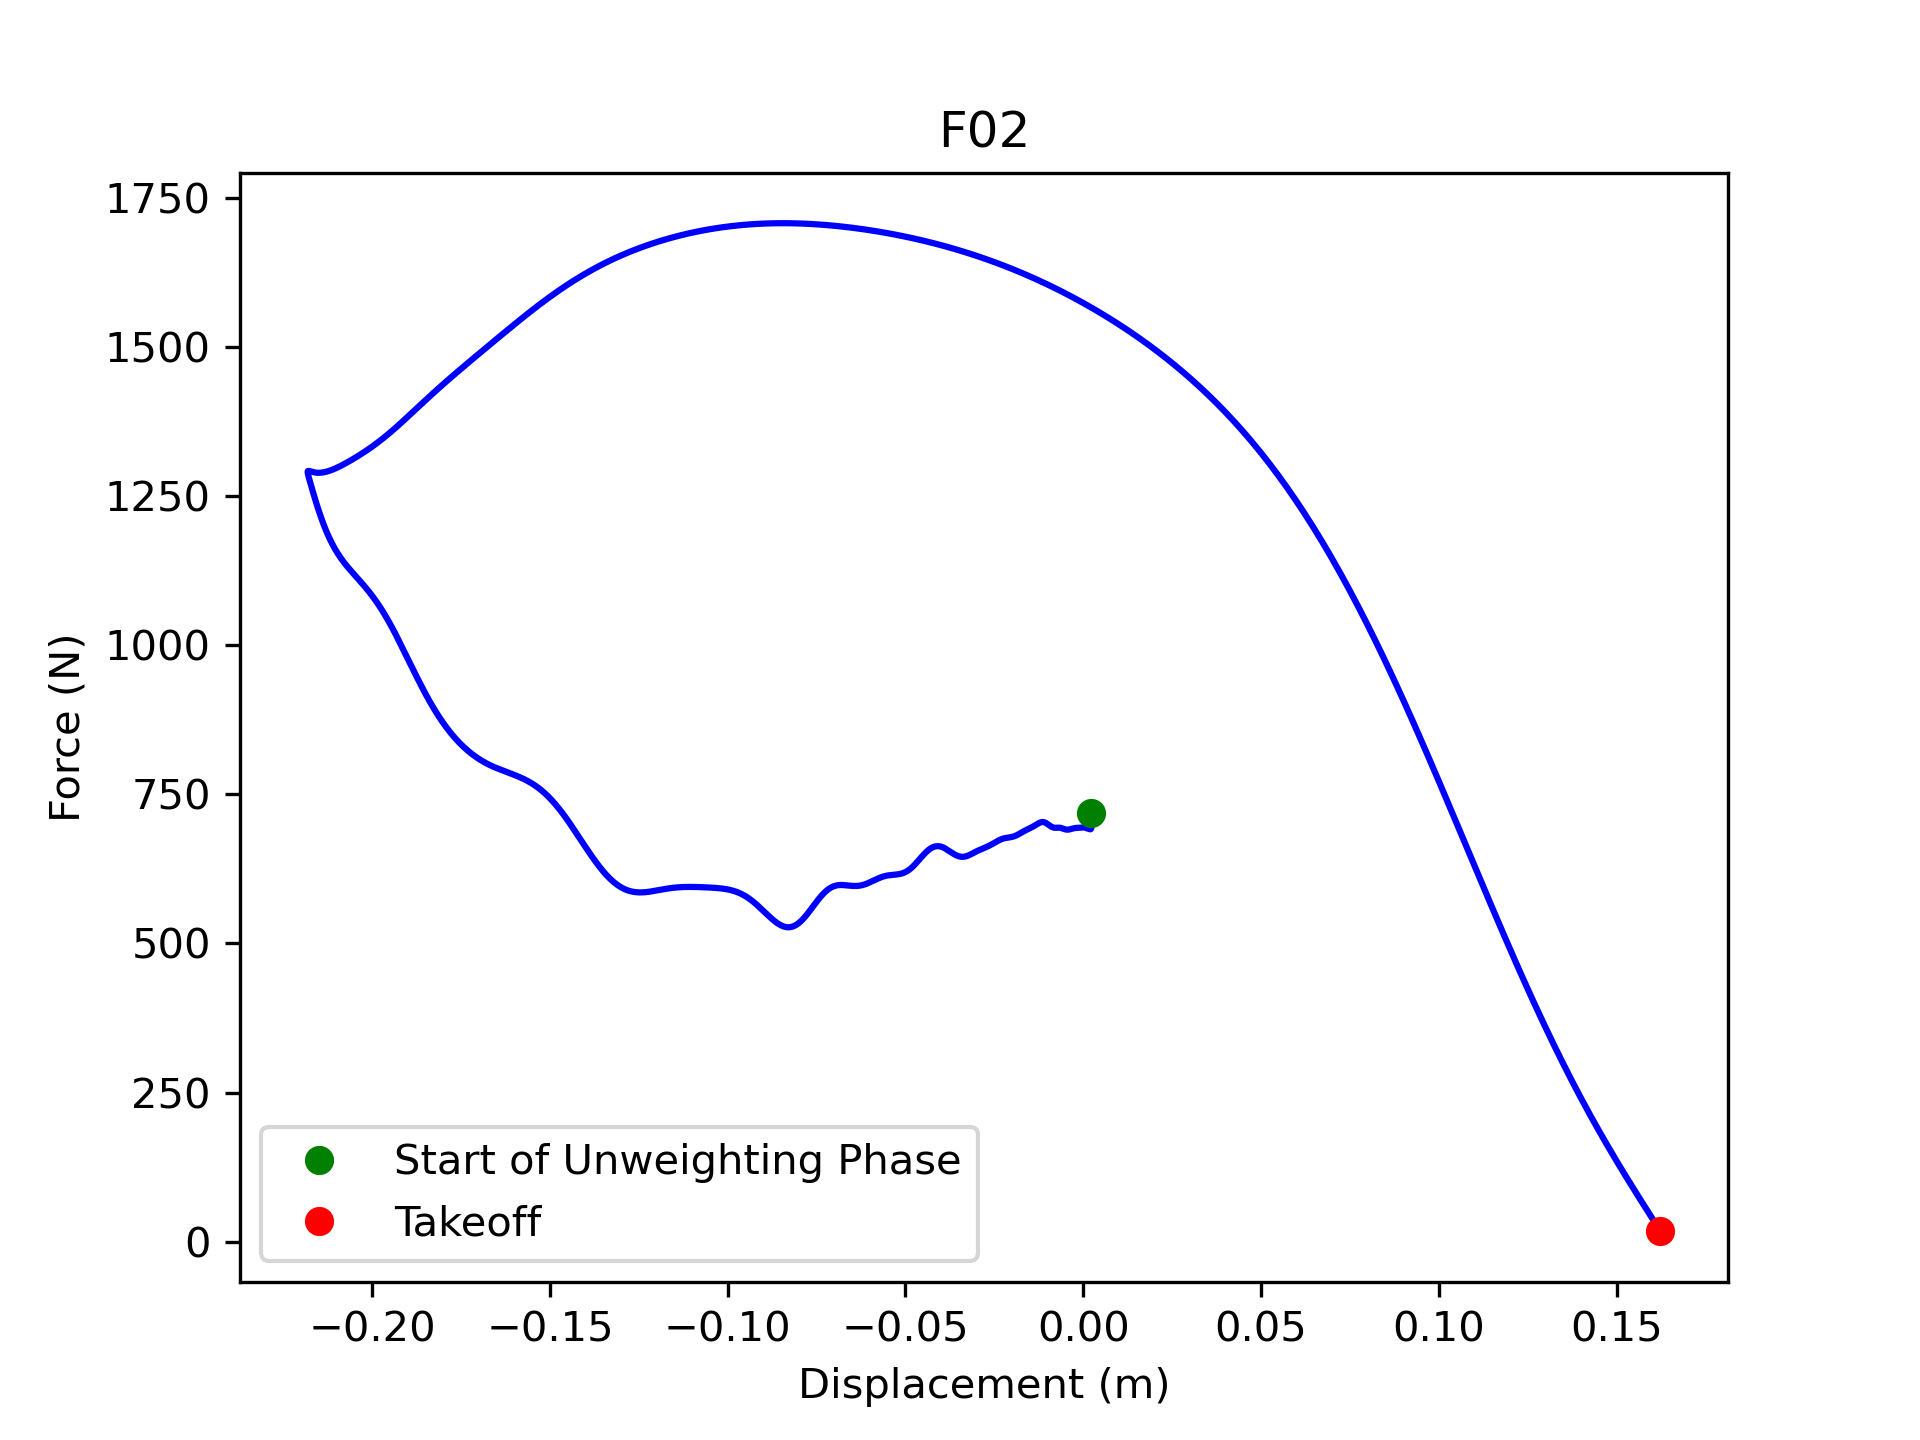 F02
1750
1500
1250
1000
750
500
250
0
Force (N)
Start of Unweighting Phase
Takeoff
−0.20 −0.15 −0.10 −0.05 0.00 0.05 0.10 0.15
Displacement (m)